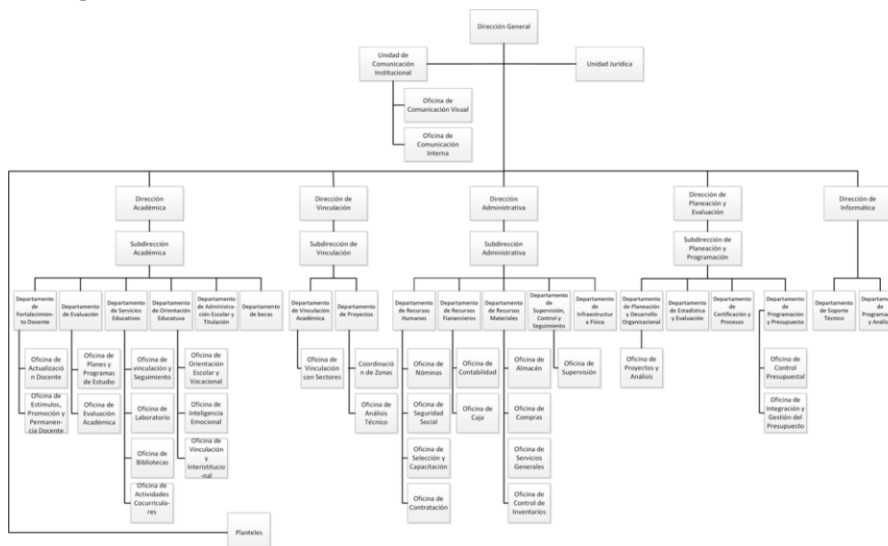 Dirección General
Unidad de
Comunicación
Institucional
Unidad Jurídica
Oficina de
Comunicación Visual
Oficina de
Comunicación
Interna
Dirección
Académica
Dirección de
Vinculación
Dirección
Administrativa
Dirección de
Planeación y
Evaluación
Dirección de
Informática
Subdirección
Académica
Subdirección de
Vinculación
Subdirección
Administrativa
Subdirección de
Planeación y
Programación
Departamento
de
Fortalecimien-
to Docente
Departamento
de Evaluación
Departamento
de Servicios
Educativos
Departamento
de Orientación
Educatuva
Departamento
de Administra-
ción Escolar y
Titulación
Departamento
de becas
Departamento
de Vinculación
Académica
Departamento
de Proyectos
Departamento
de Recursos
Humanos
Departamento
de Recursos
Fianancieros
Departamento
de Recursos
Materiales
Departamento
de
Supervisión,
Control y
Seguimiento
Departamento
de
Infraestructur
a Física
Departamento
de Planeación
y Desarrollo
Organizacional
Departamento
de Estadística
y Evaluación
Departamento
de
Certificación y
Procesos
Departamento
de
Programación
y Presupuesto
Departamento
de Soporte
Técnico
Departamen
de
Programac
y Anális
Oficina de
Actualizació
n Docente
Oficina de
Estímulos,
Promoción y
Permanen-
cia Docente
Oficina de
Planes y
Programas
de Estudio
Oficina de
Evaluación
Académica
Oficina de
vinculación y
Seguimiento
Oficina de
Laboratorio
Oficina de
Bibliotecas
Oficina de
Actividades
Cocurricula-
res
Oficina de
Orientación
Escolar y
Vocacional
Oficina de
Inteligencia
Emocional
Oficina de
Vinculación
y
Interistitucio
-nal
Oficina de
Vinculación
con Sectores
Coordinació
n de Zonas
Oficina de
Análisis
Técnico
Oficina de
Nóminas
Oficina de
Seguridad
Social
Oficina de
Selección y
Capacitación
Oficina de
Contratación
Oficina de
Contabilidad
Oficina de
Caja
Oficina de
Almacén
Oficina de
Compras
Oficina de
Servicios
Generales
Oficina de
Control de
Inventarios
Oficina de
Supervisión
Oficina de
Proyectos y
Análisis
Oficina de
Control
Presupuestal
Oficina de
Integración y
Gestión del
Presupuesto
Planteles